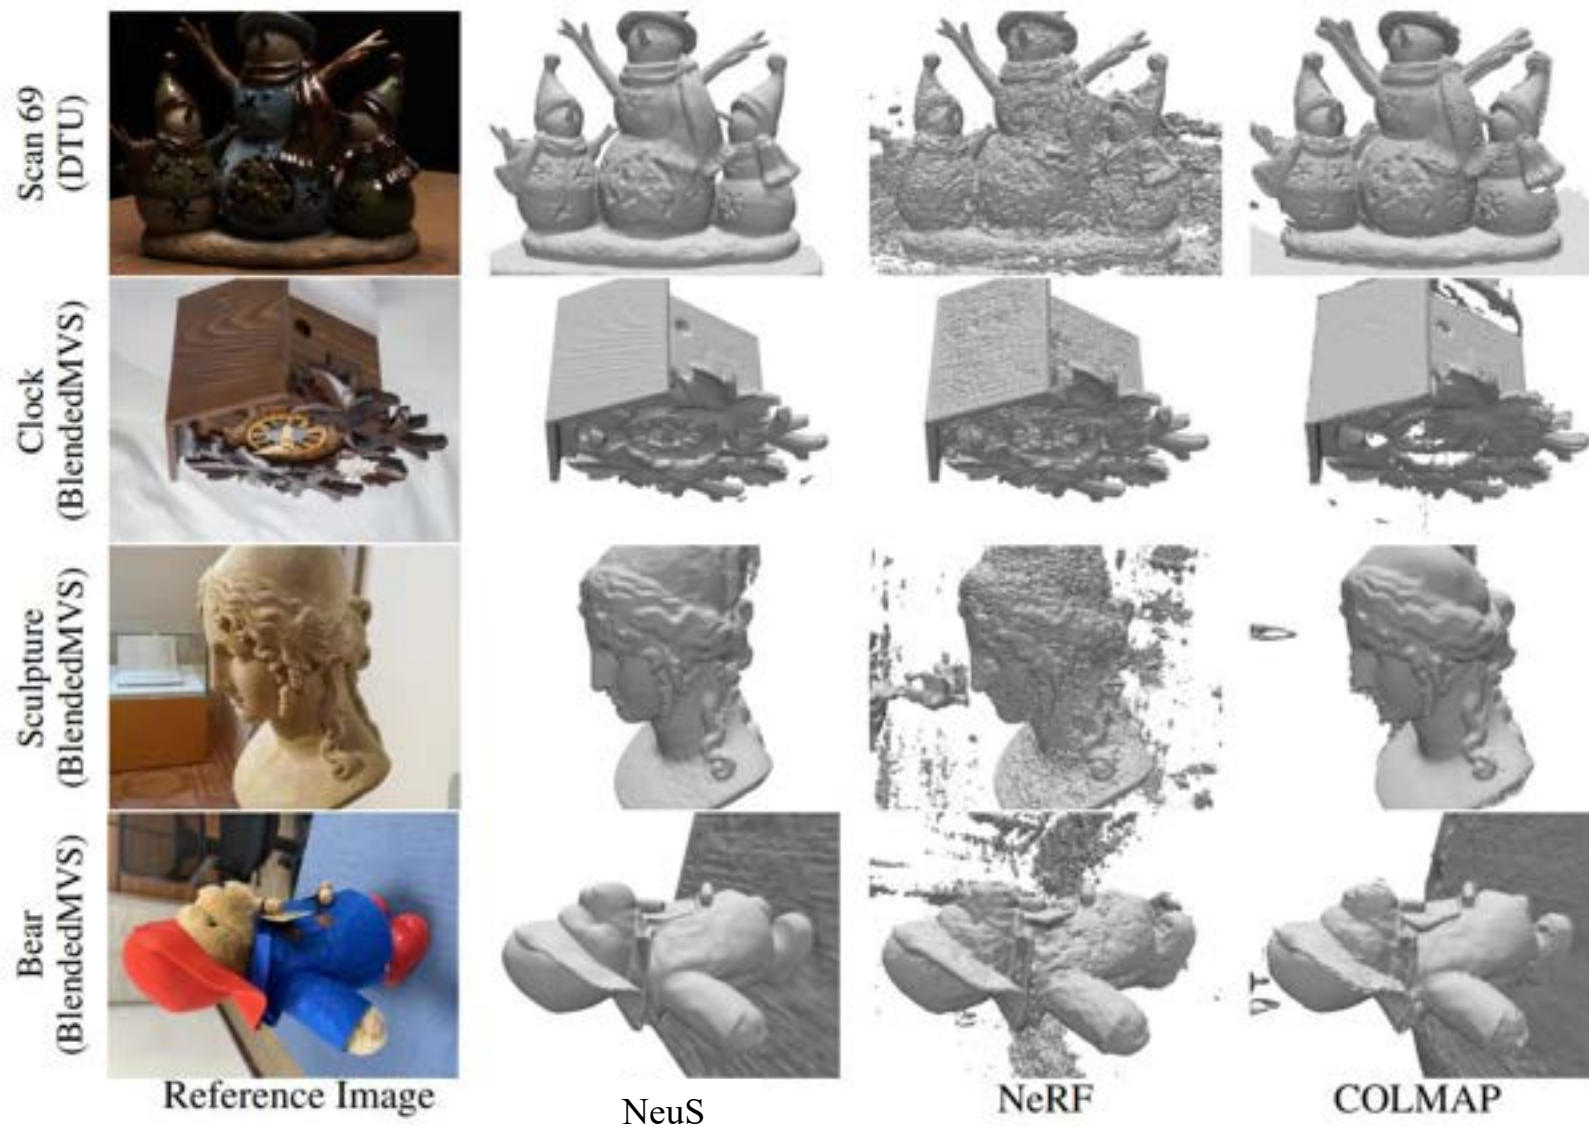 Scan 69
(DTU)
Clock
(BlendedMVS)
Sculpture
(BlendedMVS)
Bear
(BlendedMVS)
Reference Image
NeuS
NeRF
COLMAP